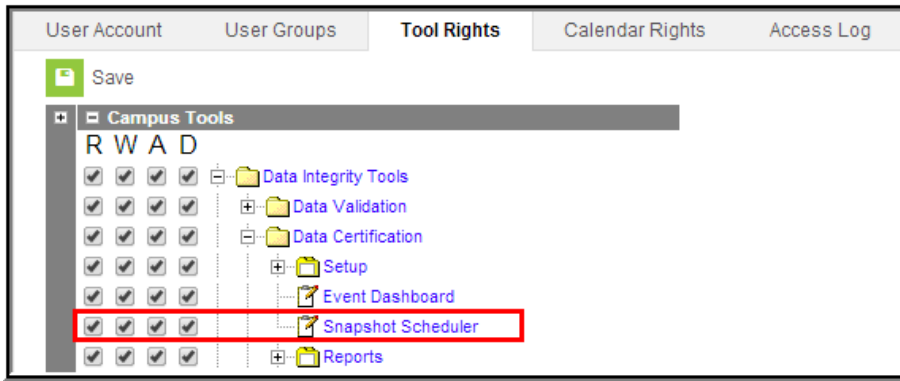 User Account User Groups Tool Rights Calendar Rights Access Log
Save
Campus Tools
R W A D
Data Integrity Tools
Data Validation
Data Certification
Setup
Event Dashboard
Snapshot Scheduler
Reports